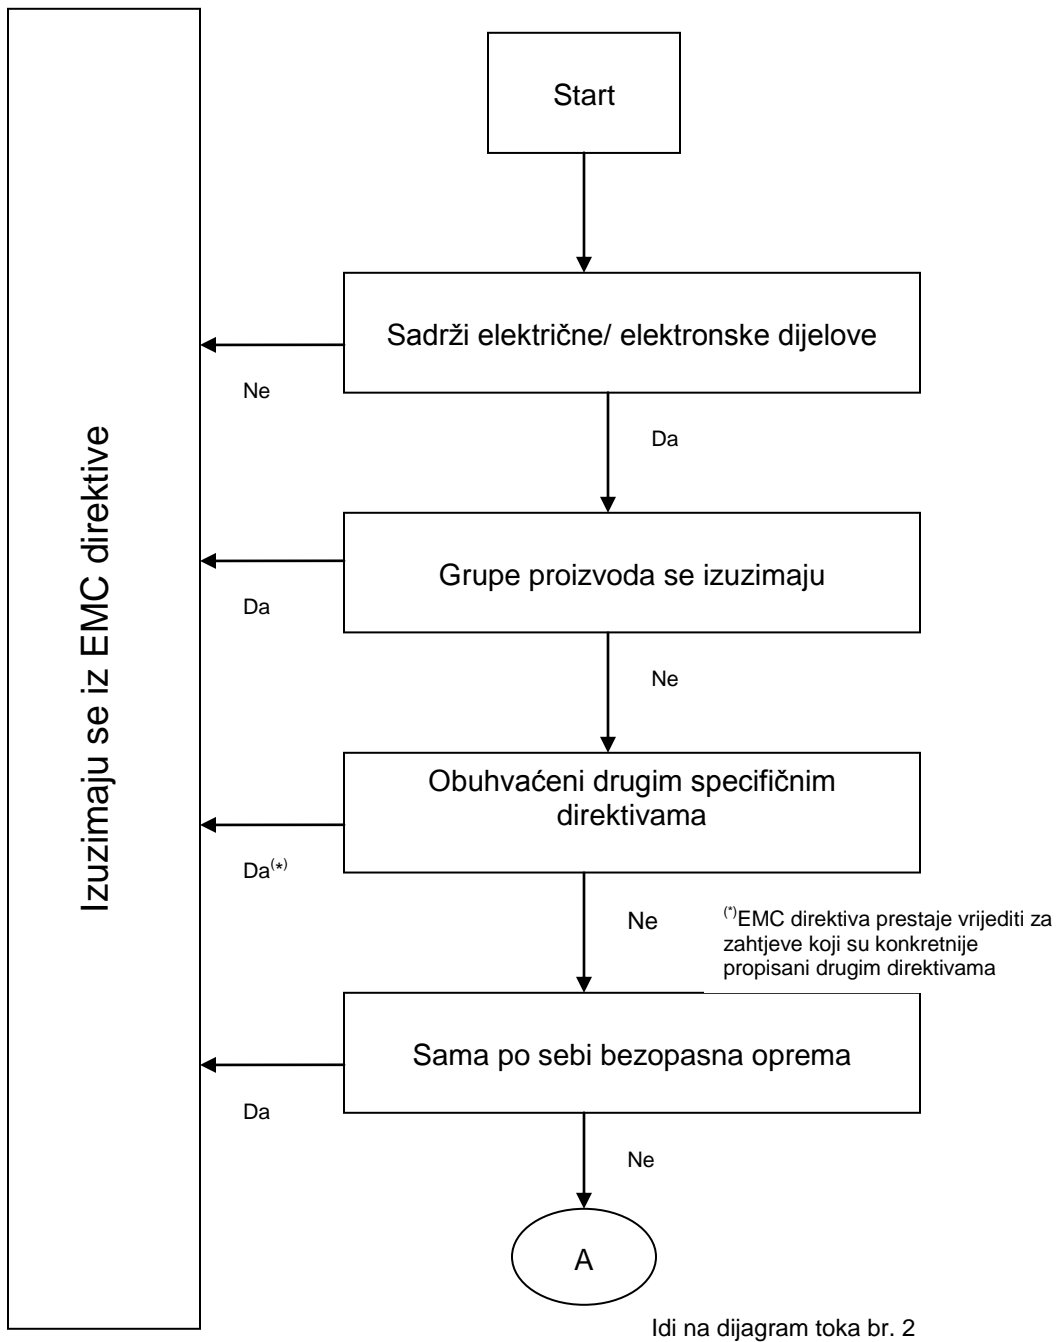 Izuzimaju se iz EMC direktive
Start
Sadrži električne/ elektronske dijelove
Ne
Da
Grupe proizvoda se izuzimaju
Da
Ne
Obuhvaćeni drugim specifičnim
direktivama
Da(*)
Ne
(*)EMC direktiva prestaje vrijediti za
zahtjeve koji su konkretnije
propisani drugim direktivama
Sama po sebi bezopasna oprema
Da
Ne
A
Idi na dijagram toka br. 2